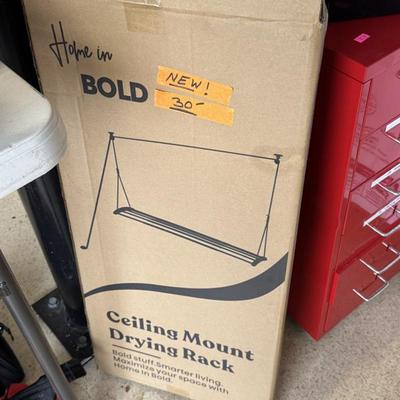 Home in
BOLD
NEW!
30-
Ceiling Mount
Drying Rack
Bold stuff. Smarter living.
Maximize your space with
Home In Bold.